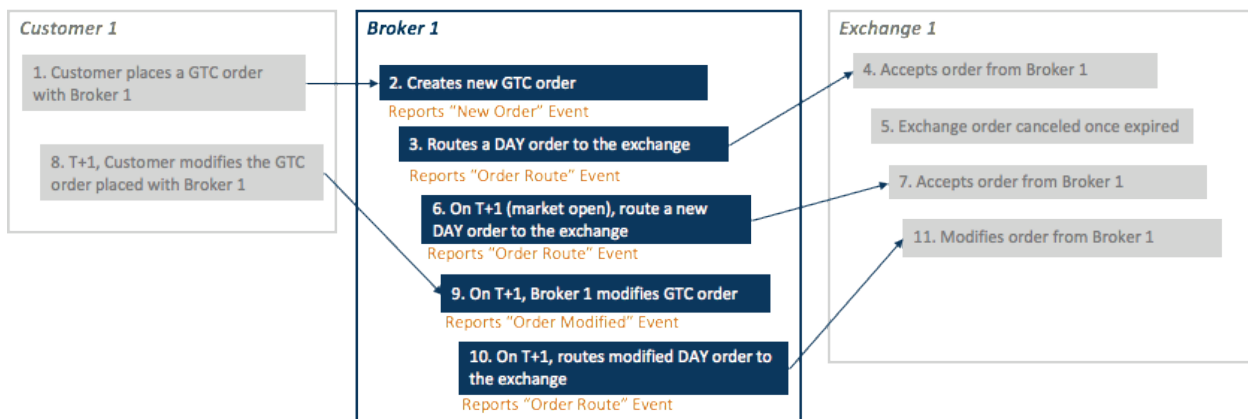 Customer 1
1. Customer places a GTC order
with Broker 1
8. T+1, Customer modifies the GTC
order placed with Broker 1
Broker 1
2. Creates new GTC order
Reports "New Order" Event
3. Routes a DAY order to the exchange
Reports "Order Route" Event
6. On T+1 (market open), route a new
DAY order to the exchange
Reports "Order Route" Event
9. On T+1, Broker 1 modifies GTC order
Reports "Order Modified" Event
10. On T+1, routes modified DAY order to
the exchange
Reports "Order Route" Event
Exchange 1
4. Accepts order from Broker 1
5. Exchange order canceled once expired
7. Accepts order from Broker 1
11. Modifies order from Broker 1